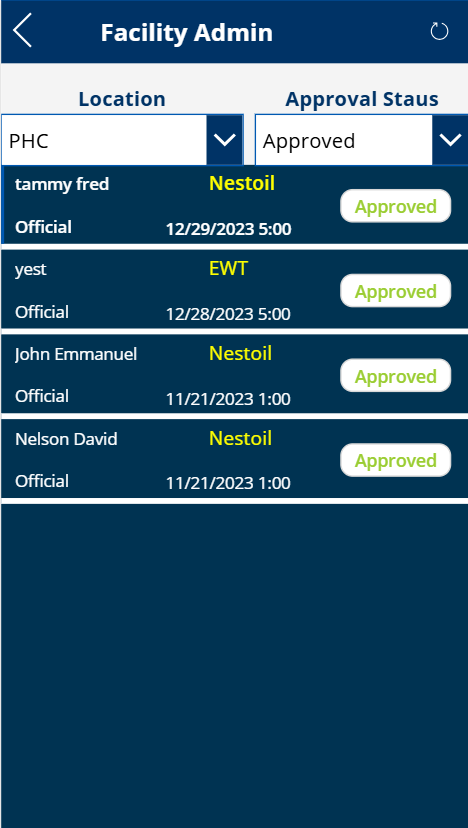 Facility Admin
Location Approval Staus
PHC Approved
tammy fred Nestoil Approved
Official 12/29/2023 5:00
yest EWT Approved
Official 12/28/2023 5:00
John Emmanuel Nestoil Approved
Official 11/21/2023 1:00
Nelson David Nestoil Approved
Official 11/21/2023 1:00